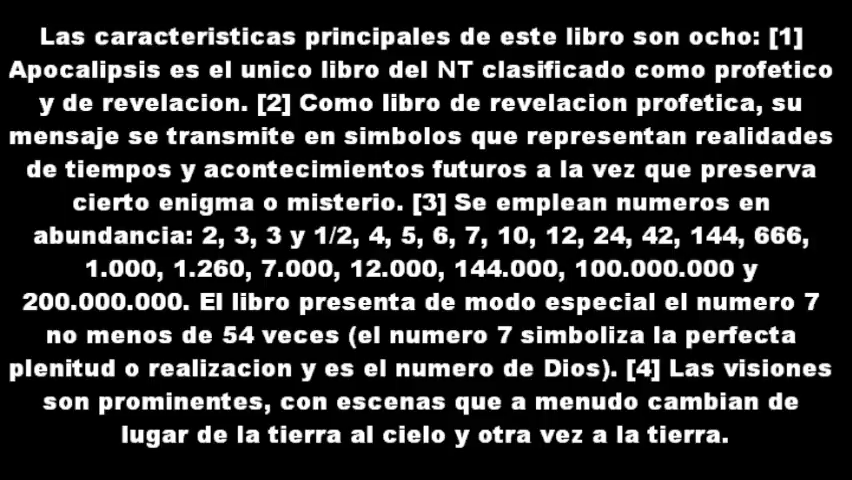 Las caracteristicas principales de este libro son ocho: [1]
Apocalipsis es el unico libro del NT clasificado como profetico
y de revelacion. [2] Como libro de revelacion profetica, su
mensaje se transmite en simbolos que representan realidades
de tiempos y acontecimientos futuros a la vez que preserva
cierto enigma o misterio. [3] Se emplean numeros en
abundancia: 2, 3, 3 y 1/2, 4, 5, 6, 7, 10, 12, 24, 42, 144, 666,
1.000, 1.260, 7.000, 12.000, 144.000, 100.000.000 y
200.000.000. El libro presenta de modo especial el numero 7
no menos de 54 veces (el numero 7 simboliza la perfecta
plenitud o realizacion y es el numero de Dios). [4] Las visiones
son prominentes, con escenas que a menudo cambian de
lugar de la tierra al cielo y otra vez a la tierra.